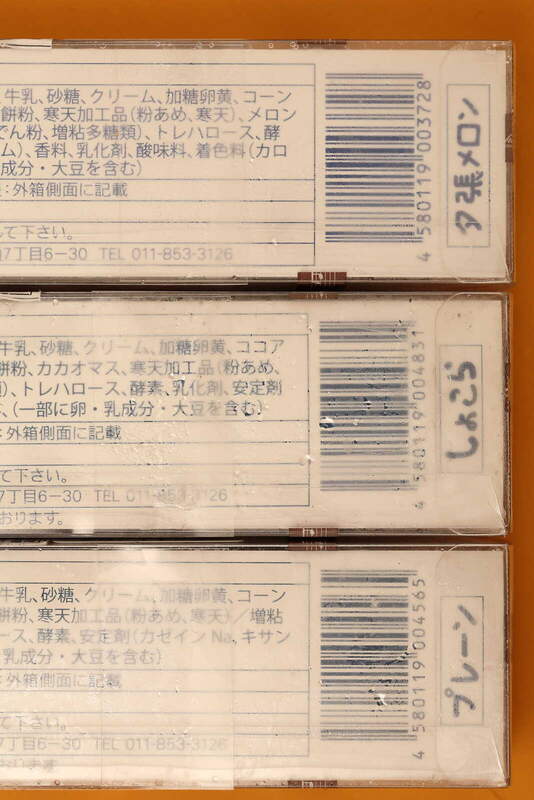 牛乳、砂糖、クリーム、加糖卵黄、コーン
餅粉、寒天加工品(粉あめ、寒天)、メロン
でん粉、増粘多糖類)、トレハロース、酵
ム)、香料、乳化剤、酸味料、着色料(カロ
成分・大豆を含む)
:外箱側面に記載
して下さい。
7丁目6−30 TEL 011-853-3126
4 580119 003728
夕張メロン
牛乳、砂糖、クリーム、加糖卵黄、ココア
餅粉、カカオマス、寒天加工品(粉あめ、
)、トレハロース、酵素、乳化剤、安定剤
、(一部に卵・乳成分・大豆を含む)
:外箱側面に記載
て下さい。
7丁目6−30 TEL 011-853-3126
おります。
4 580119 004831
しょこら
牛乳、砂糖、クリーム、加糖卵黄、コーン
餅粉、寒天加工品(粉あめ、寒天)/増粘
ース、酵素、安定剤(カゼインNa、キサン
乳成分・大豆を含む)
:外箱側面に記載
て下さい。
7丁目6−30 TEL 011-853-3126
おります
4 580119 004565
プレーン